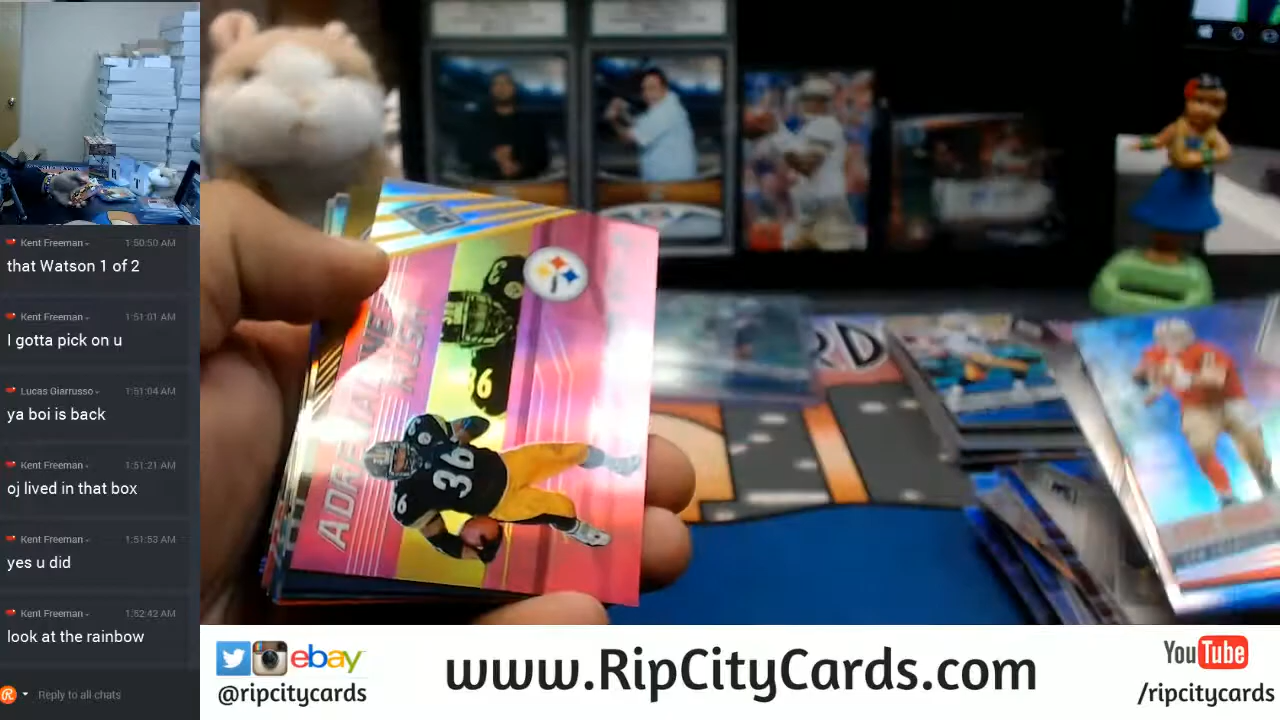 Kent Freeman 1:50:50 AM
that Watson 1 of 2
Kent Freeman 1:51:01 AM
I gotta pick on u
Lucas Giarrusso 1:51:04 AM
ya boi is back
Kent Freeman 1:51:21 AM
oj lived in that box
Kent Freeman 1:51:53 AM
yes u did
Kent Freeman 1:52:42 AM
look at the rainbow
Reply to all chats
ADRENALINE
RUSH
36
36
RD
ebay
@ripcitycards
www.RipCityCards.com
YouTube
/ripcitycards